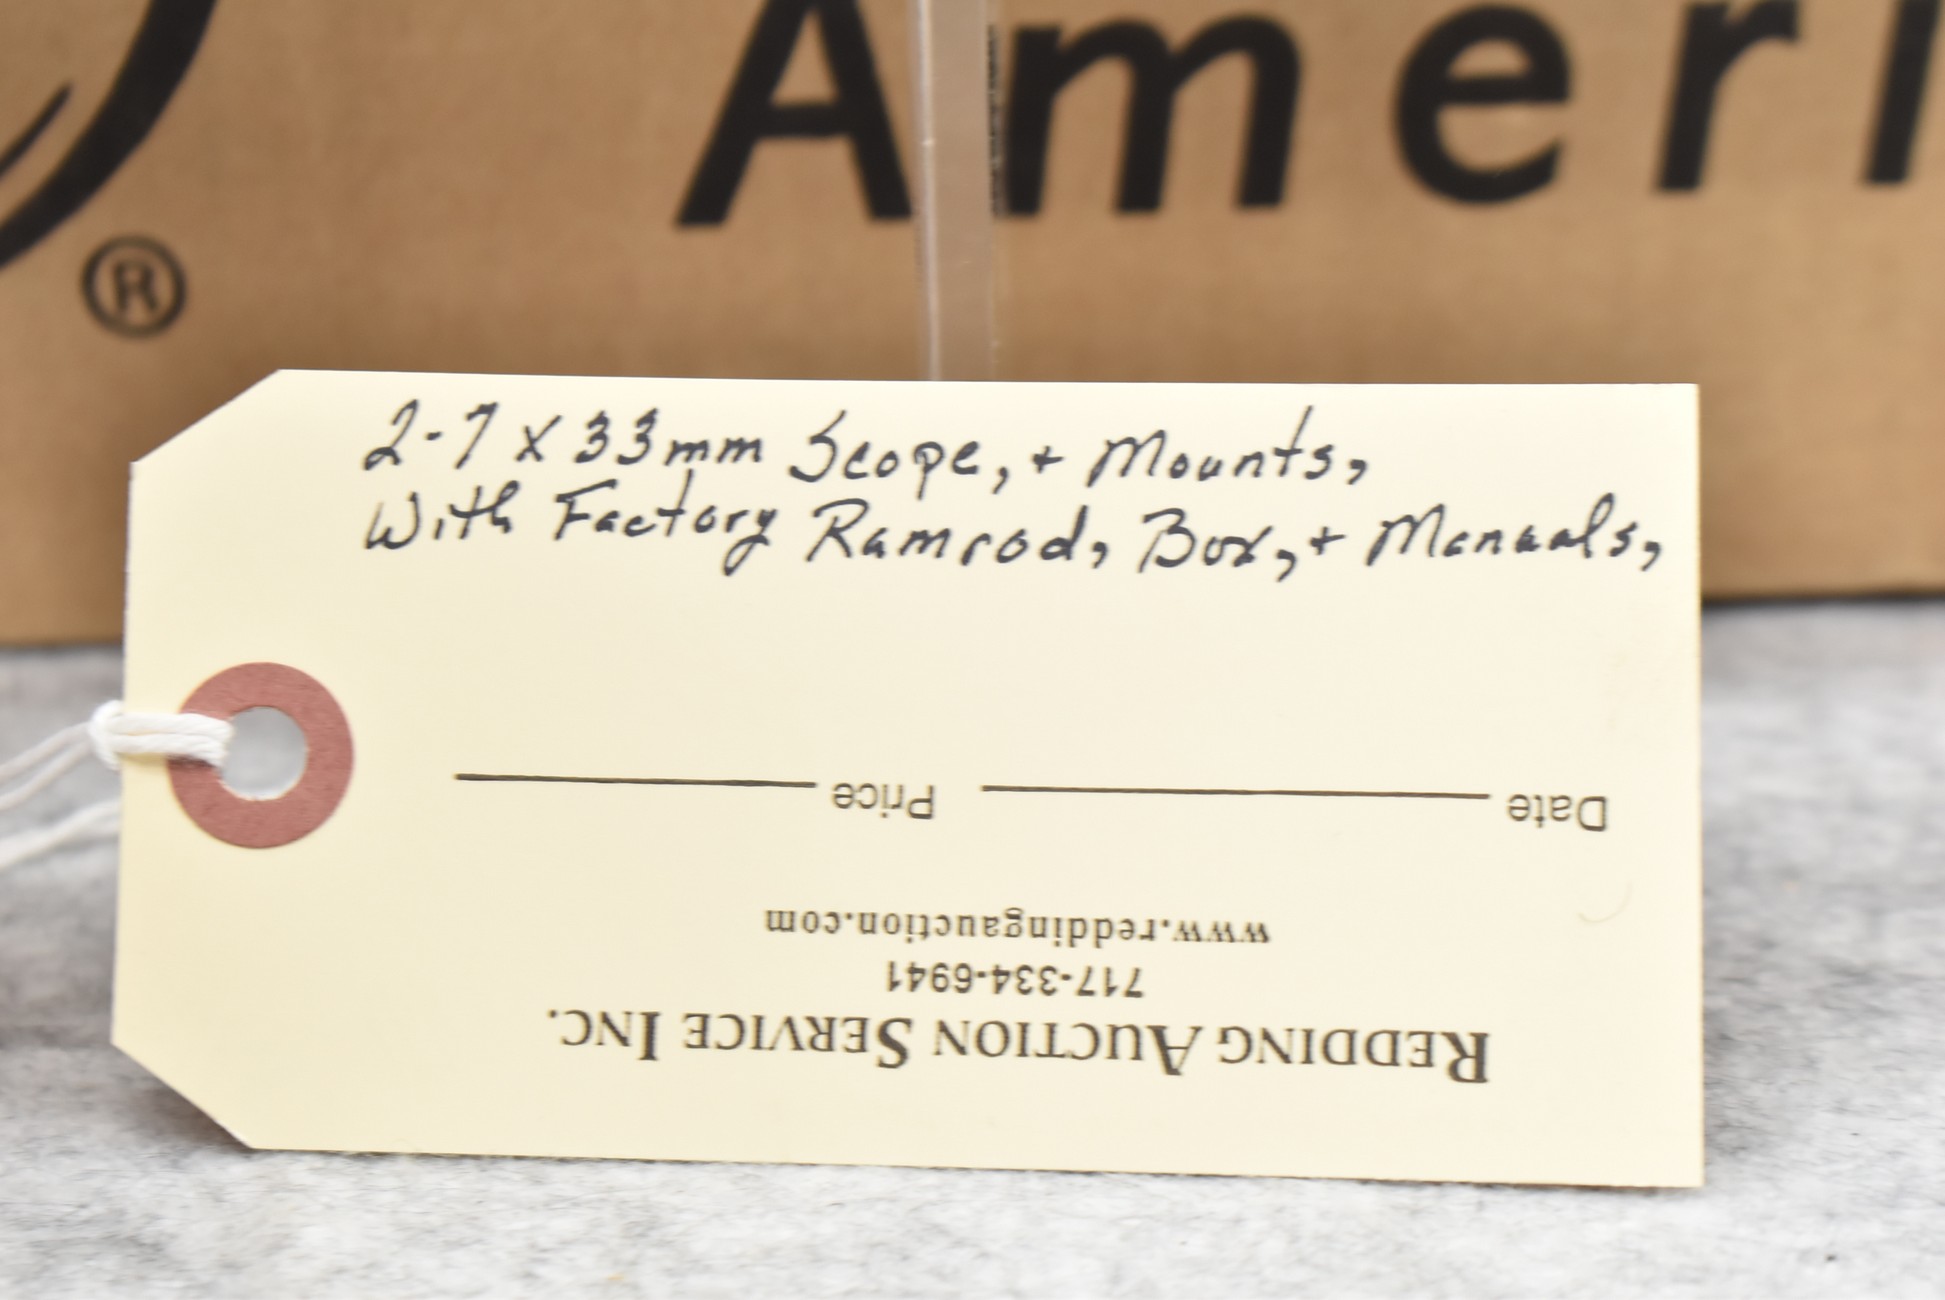 Ameri
®
2-7 x 33mm Scope, + Mounts,
With Factory Ramrod, Box, + Manuals,
Date Price
www.reddingauction.com
717-334-6941
REDDING AUCTION SERVICE INC.